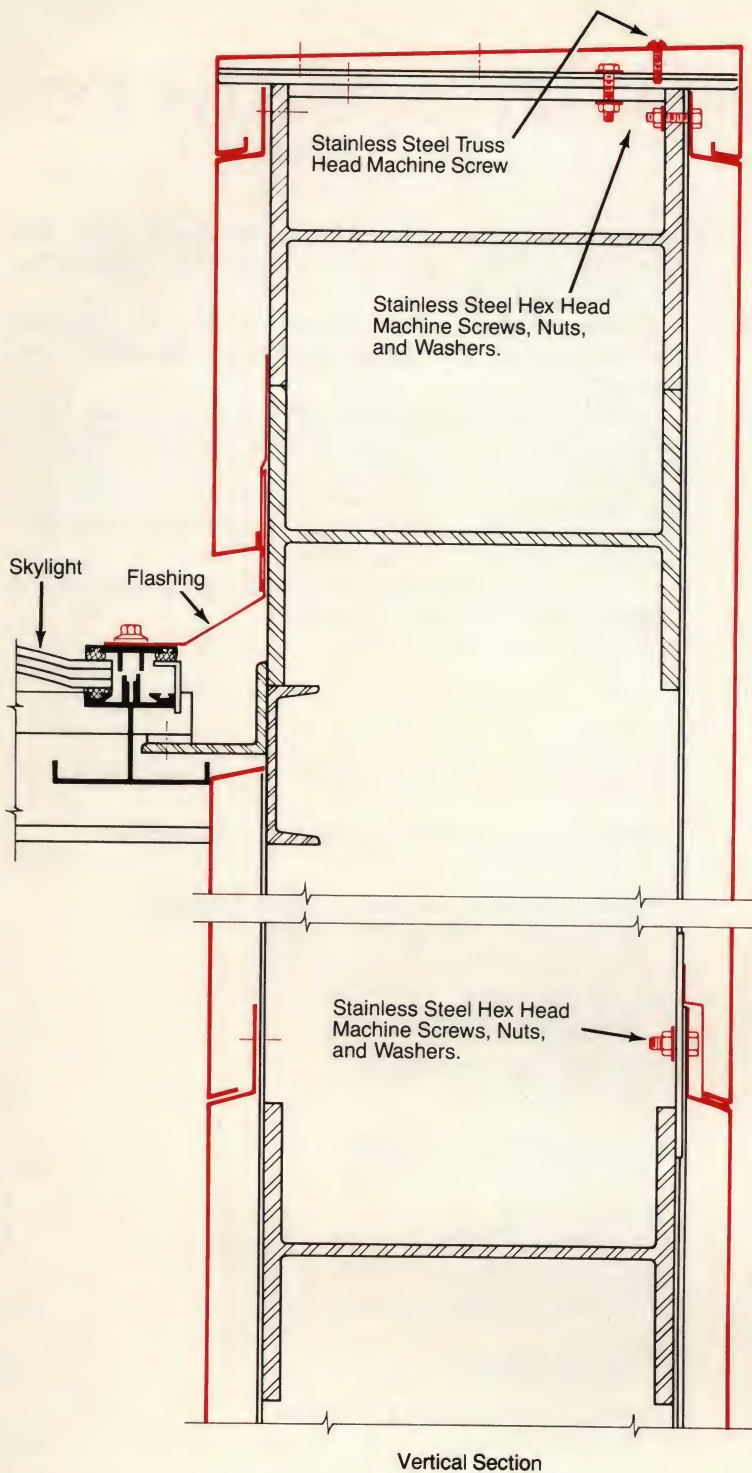 Stainless Steel Truss
Head Machine Screw
Stainless Steel Hex Head
Machine Screws, Nuts,
and Washers.
Skylight
Flashing
Stainless Steel Hex Head
Machine Screws, Nuts,
and Washers.
Vertical Section